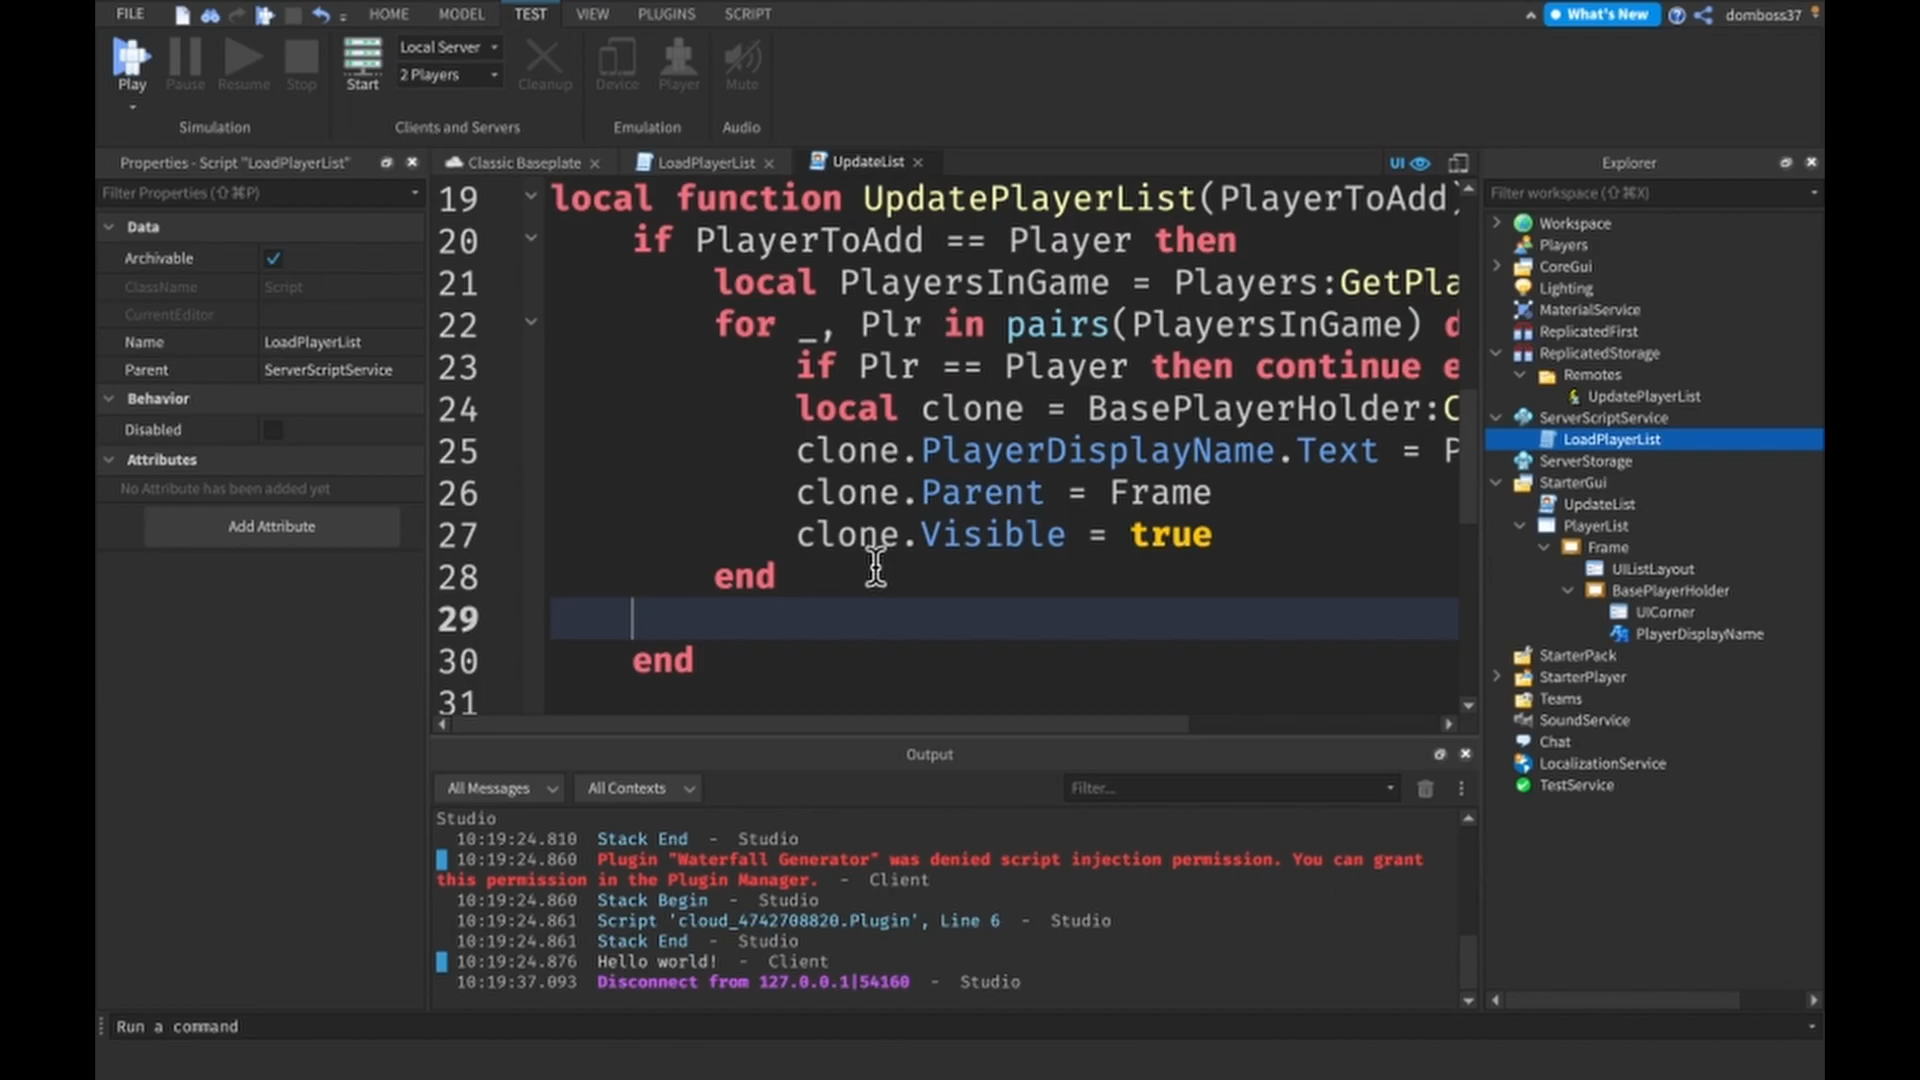 FILE HOME MODEL TEST VIEW PLUGINS SCRIPT What's New domboss37
Play Pause Resume Stop Start Local Server 2 Players Cleanup Device Player Mute
Simulation Clients and Servers Emulation Audio
Properties - Script "LoadPlayerList"
Filter Properties (⇧⌘P)
Data
Archivable
ClassName Script
CurrentEditor
Name LoadPlayerList
Parent ServerScriptService
Behavior
Disabled
Attributes
No Attribute has been added yet
Add Attribute
Classic Baseplate LoadPlayerList UpdateList UI
19 local function UpdatePlayerList(PlayerToAdd)
20 if PlayerToAdd == Player then
21 local PlayersInGame = Players:GetPla
22 for _, Plr in pairs(PlayersInGame) d
23 if Plr == Player then continue e
24 local clone = BasePlayerHolder:C
25 clone.PlayerDisplayName.Text = P
26 clone.Parent = Frame
27 clone.Visible = true
28 end
29
30 end
31
Output
All Messages All Contexts Filter...
Studio
10:19:24.810 Stack End - Studio
10:19:24.860 Plugin "Waterfall Generator" was denied script injection permission. You can grant
this permission in the Plugin Manager. - Client
10:19:24.860 Stack Begin - Studio
10:19:24.861 Script 'cloud_4742708820.Plugin', Line 6 - Studio
10:19:24.861 Stack End - Studio
10:19:24.876 Hello world! - Client
10:19:37.093 Disconnect from 127.0.0.1|54160 - Studio
Run a command
Explorer
Filter workspace (⇧⌘X)
Workspace
Players
CoreGui
Lighting
MaterialService
ReplicatedFirst
ReplicatedStorage
Remotes
UpdatePlayerList
ServerScriptService
LoadPlayerList
ServerStorage
StarterGui
UpdateList
PlayerList
Frame
UIListLayout
BasePlayerHolder
UICorner
PlayerDisplayName
StarterPack
StarterPlayer
Teams
SoundService
Chat
LocalizationService
TestService